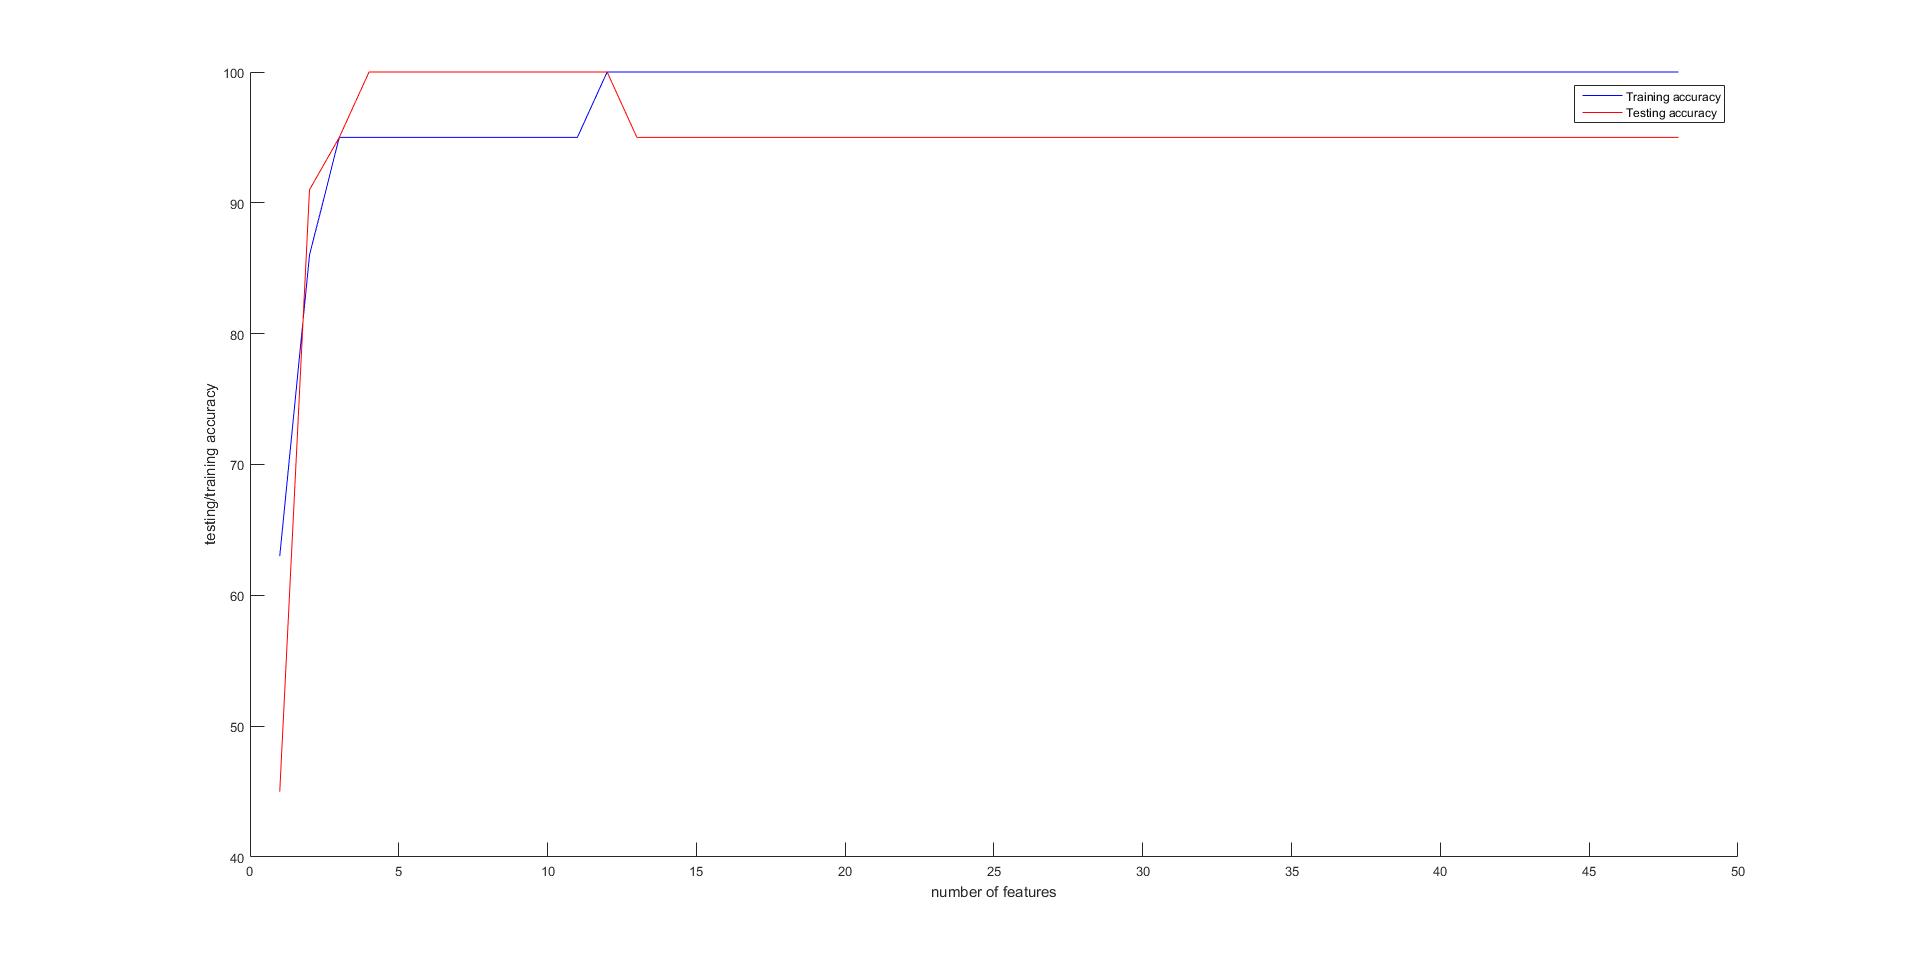 100
90
80
70
60
50
40
testing/training accuracy
Training accuracy
Testing accuracy
0 5 10 15 20 25 30 35 40 45 50
number of features